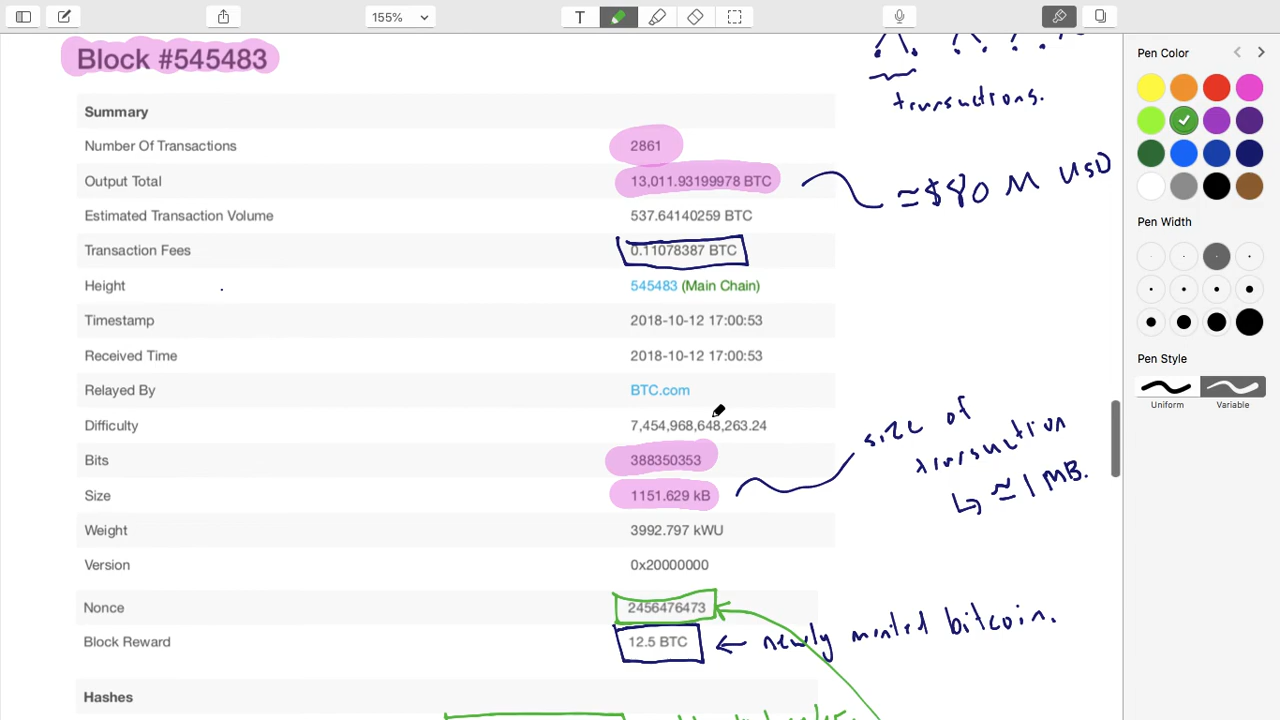 155%
T
Block #545483
transactions.
Summary
Number Of Transactions 2861
Output Total 13,011.93199978 BTC
≃ $80 M USD
Estimated Transaction Volume 537.64140259 BTC
Transaction Fees 0.11078387 BTC
Height 545483 (Main Chain)
Timestamp 2018-10-12 17:00:53
Received Time 2018-10-12 17:00:53
Relayed By BTC.com
Difficulty 7,454,968,648,263.24
Bits 388350353
Size 1151.629 kB
size of
transaction
↳ ≃ 1 MB.
Weight 3992.797 kWU
Version 0x20000000
Nonce 2456476473
Block Reward 12.5 BTC
← newly minted bitcoin.
Hashes
Pen Color
Pen Width
Pen Style
Uniform Variable